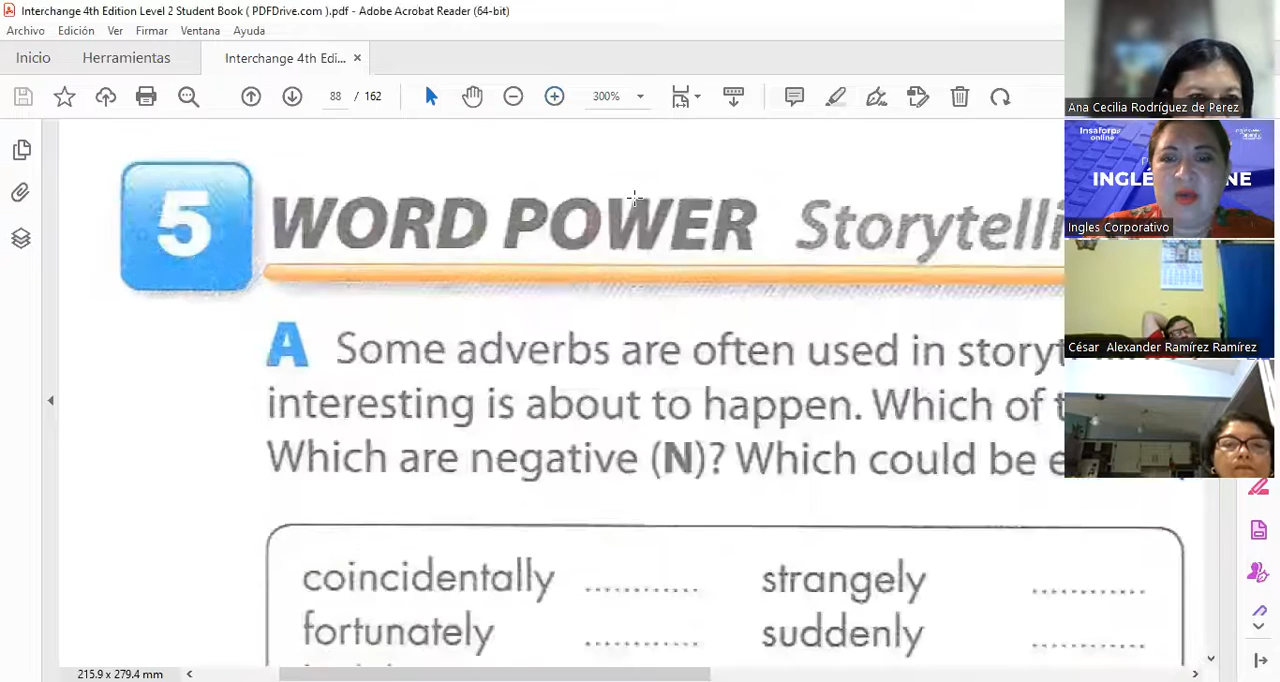 Interchange 4th Edition Level 2 Student Book ( PDFDrive.com ).pdf - Adobe Acrobat Reader (64-bit)
Archivo Edición Ver Firmar Ventana Ayuda
Inicio Herramientas Interchange 4th Edi... ×
88 / 162 300%
Ana Cecilia Rodríguez de Perez
Insaforp online
INGLÉ NE
Ingles Corporativo
César Alexander Ramírez Ramírez
5 WORD POWER Storytelli
A Some adverbs are often used in story
interesting is about to happen. Which of
Which are negative (N)? Which could be e
coincidentally ............ strangely ............
fortunately ............ suddenly ............
215.9 x 279.4 mm